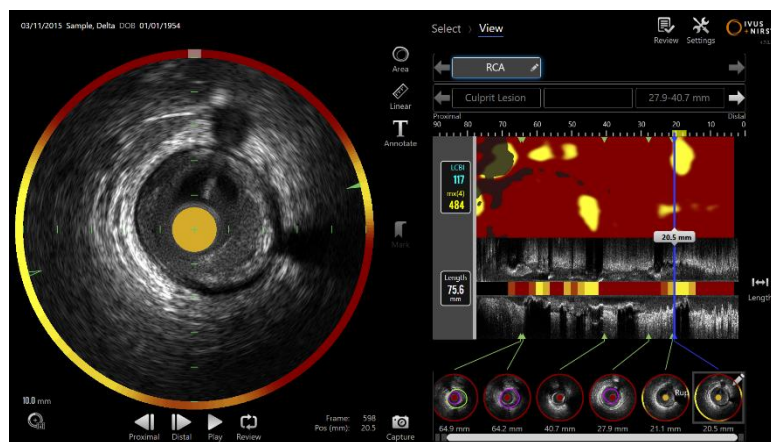 03/11/2015 Sample, Delta DOB 01/01/1954
Select > View
Review
Settings
IVUS
+NIRS
Area
Linear
Annotate
Mark
RCA
Culprit Lesion
27.9-40.7 mm
Proximal
Distal
90 80 70 60 50 40 30 20 10 0
LCBI
117
mx(4)
484
20.5 mm
Length
75.6
mm
Length
Rup
64.9 mm 64.2 mm 40.7 mm 27.9 mm 21.1 mm 20.5 mm
10.0 mm
Proximal Distal Play Review
Frame: 598
Pos (mm): 20.5
Capture